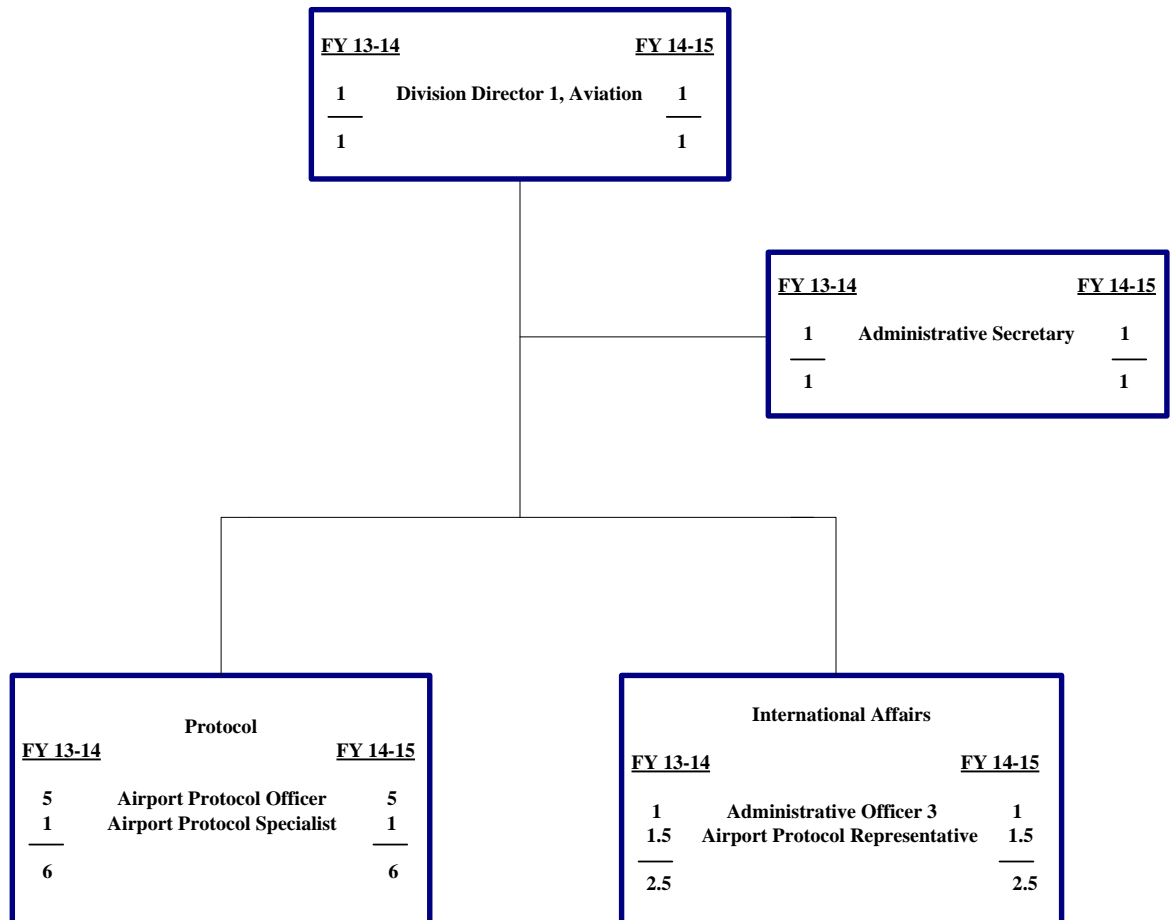 FY 13-14 FY 14-15
1 Division Director 1, Aviation 1
1 1
FY 13-14 FY 14-15
1 Administrative Secretary 1
1 1
Protocol
FY 13-14 FY 14-15
5 Airport Protocol Officer 5
1 Airport Protocol Specialist 1
6 6
International Affairs
FY 13-14 FY 14-15
1 Administrative Officer 3 1
1.5 Airport Protocol Representative 1.5
2.5 2.5